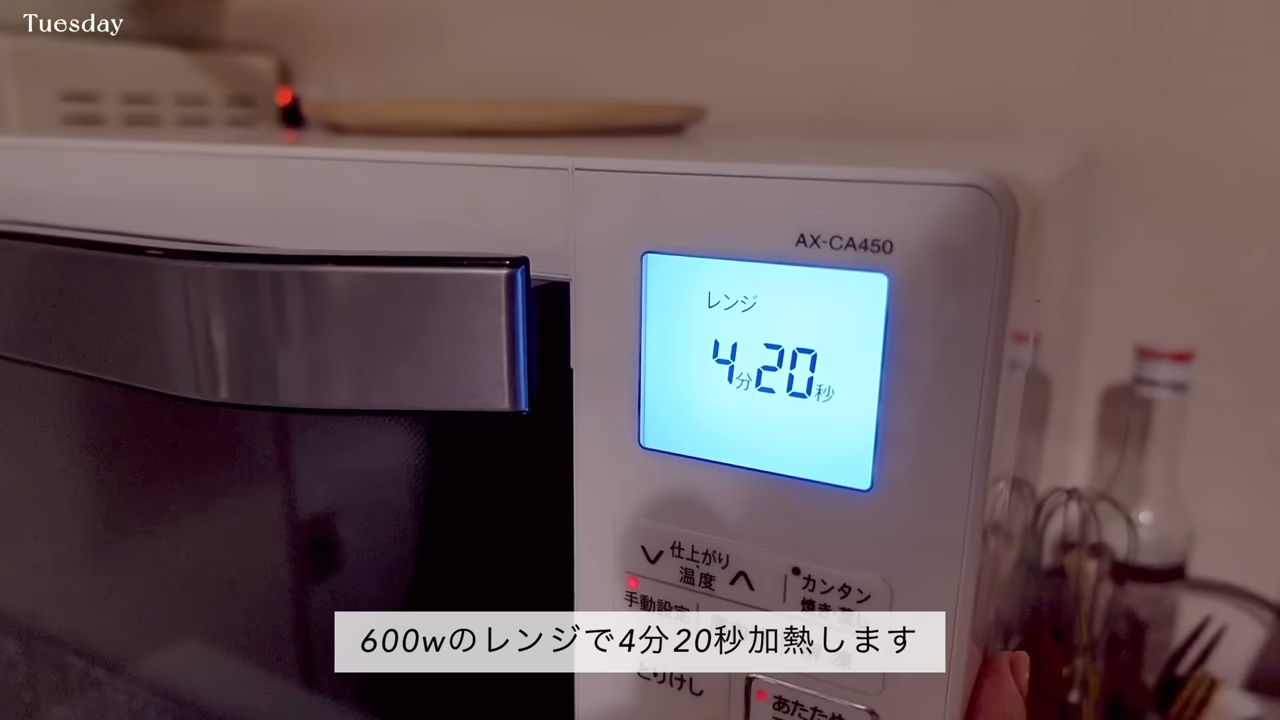 Tuesday
AX-CA450
レンジ
4分20秒
仕上がり
温度
カンタン
手動設定
600wのレンジで4分20秒加熱します
とりけし
あたため